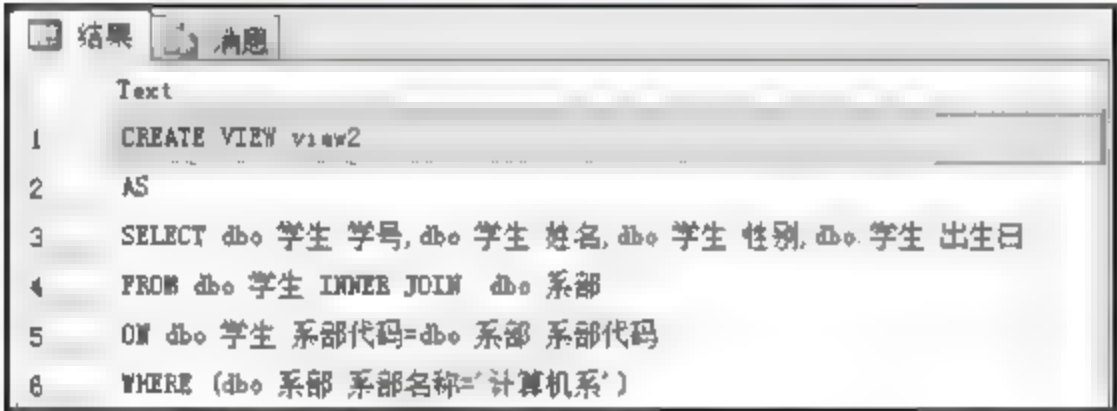 结果 消息
Text
1 CREATE VIEW view2
2 AS
3 SELECT dbo 学生 学号, dbo 学生 姓名, dbo 学生 性别, dbo. 学生 出生日
4 FROM dbo 学生 INNER JOIN dbo 系部
5 ON dbo 学生 系部代码=dbo 系部 系部代码
6 WHERE (dbo 系部 系部名称='计算机系')